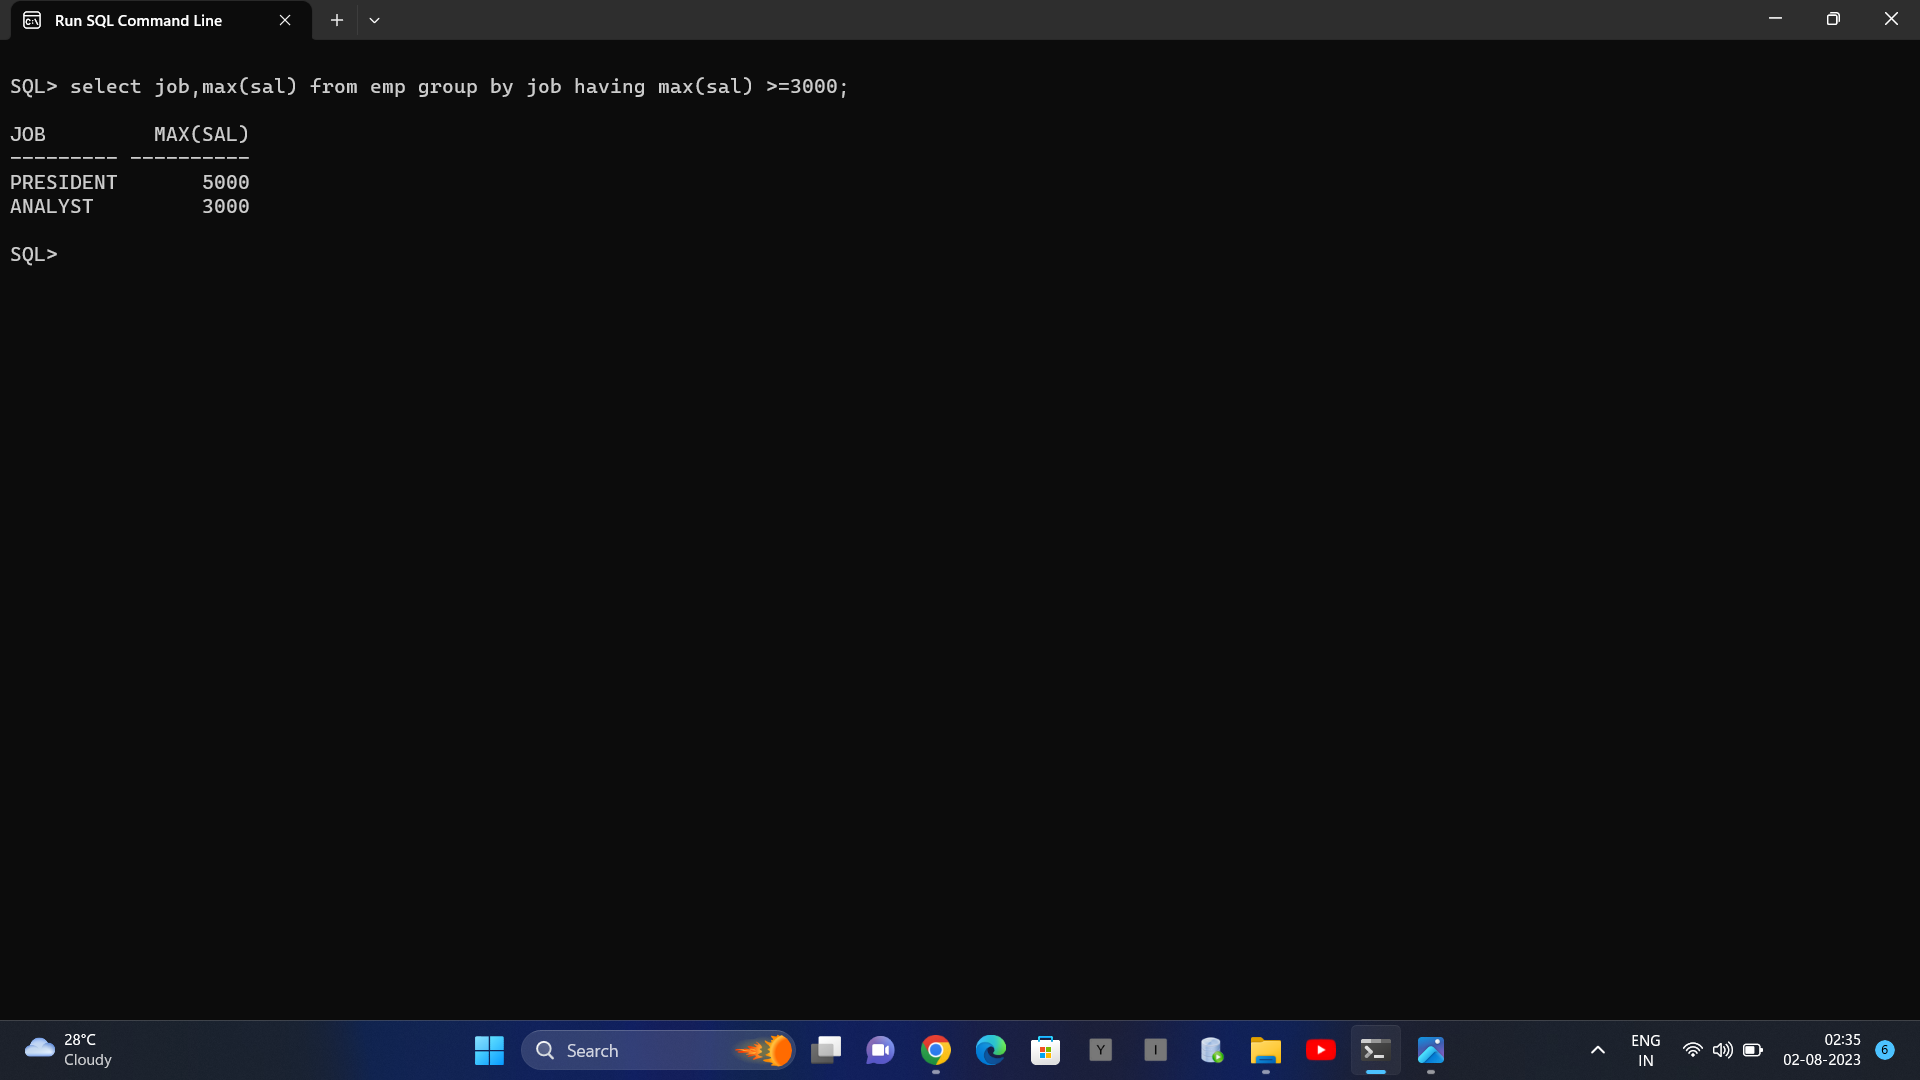 Run SQL Command Line
SQL> select job,max(sal) from emp group by job having max(sal) >=3000;
JOB         MAX(SAL)
--------- ----------
PRESIDENT       5000
ANALYST         3000
SQL>
28°C
Cloudy
Search
Y
I
ENG
IN
02:35
02-08-2023
6